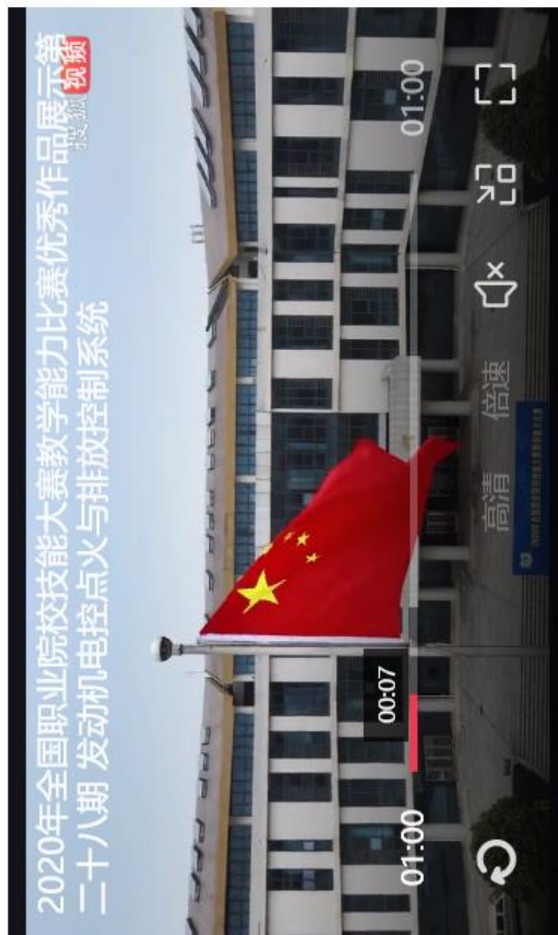 2020年全国职业院校技能大赛教学能力比赛优秀作品展示第
二十八期 发动机电控点火与排放控制系统
搜狐视频
00:07
01:00
01:00
高清
倍速